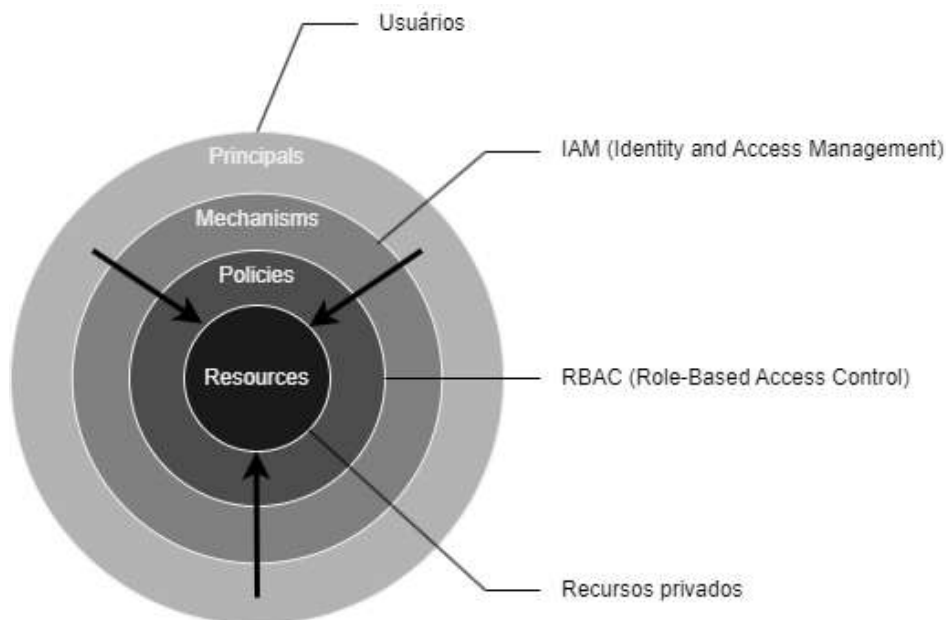 Usuários
Principals
IAM (Identity and Access Management)
Mechanisms
Policies
Resources
RBAC (Role-Based Access Control)
Recursos privados